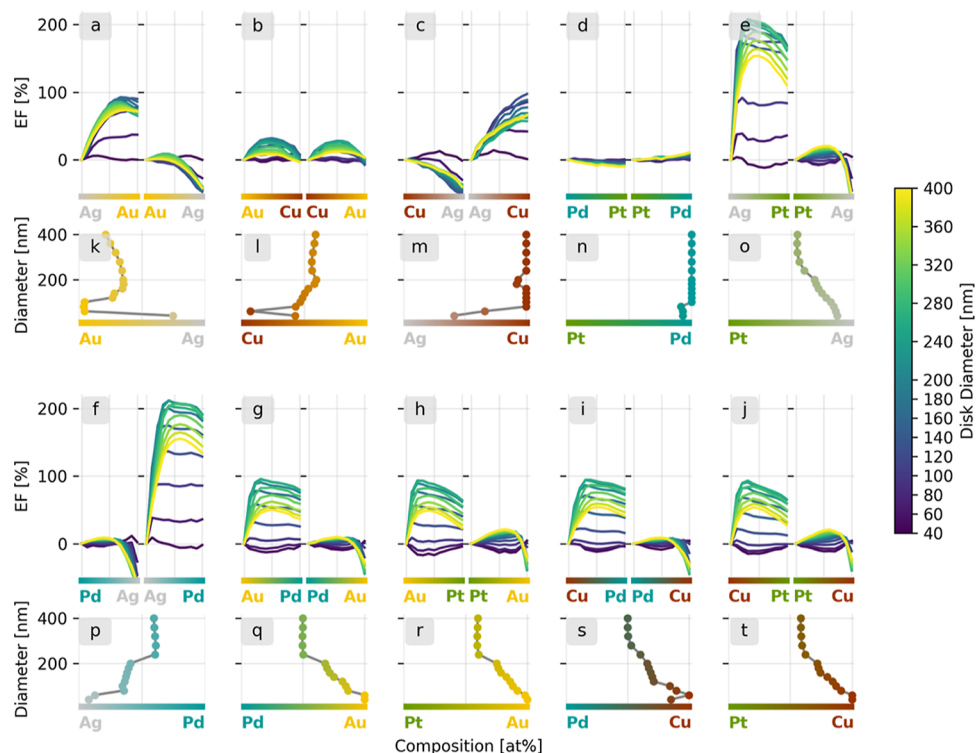 a b c d e
200
100
0
EF [%]
Ag Au Au Ag Au Cu Cu Au Cu Ag Ag Cu Pd Pt Pt Pd Ag Pt Pt Ag
k l m n o
400
200
Diameter [nm]
Au Ag Cu Au Ag Cu Pt Pd Pt Ag
f g h i j
200
100
0
EF [%]
Pd Ag Ag Pd Au Pd Pd Au Au Pt Pt Au Cu Pd Pd Cu Cu Pt Pt Cu
p q r s t
400
200
Diameter [nm]
Ag Pd Pd Au Pt Au Pd Cu Pt Cu
Composition [at%]
400
360
320
280
240
200
180
160
140
120
100
80
60
40
Disk Diameter [nm]